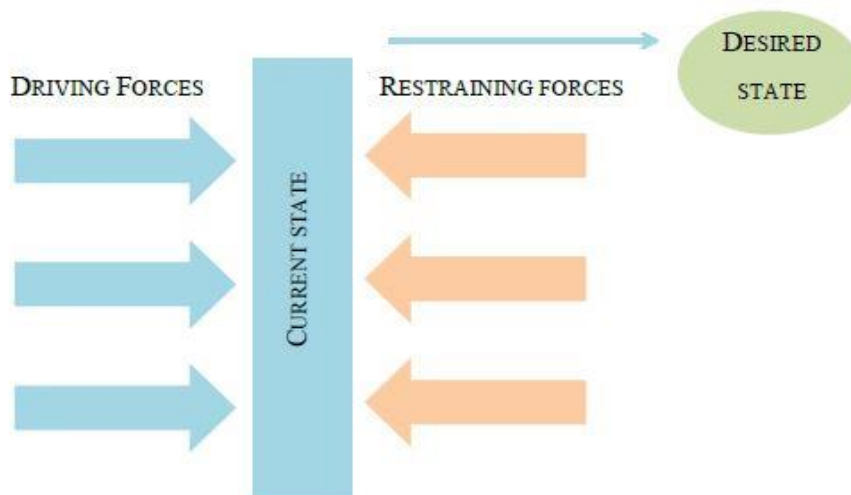 DESIRED
STATE
DRIVING FORCES
RESTRAINING FORCES
CURRENT STATE